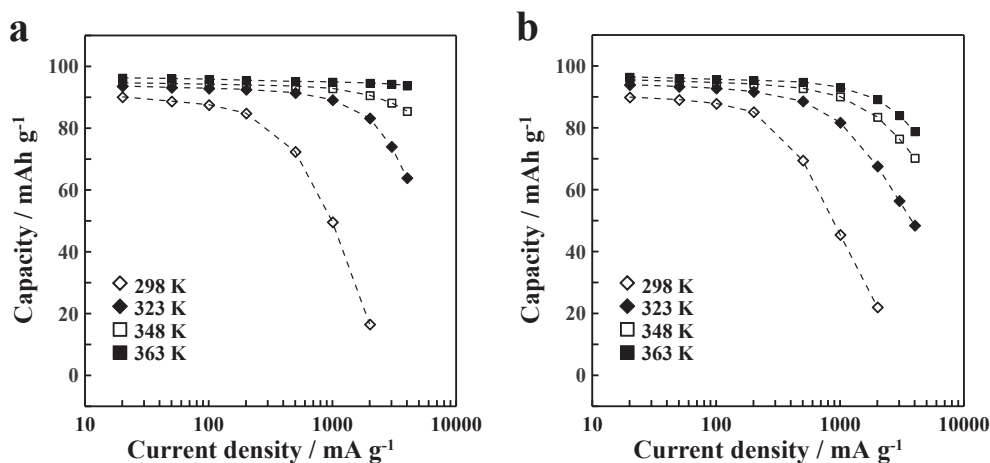 a
Capacity / mAh g⁻¹
100
80
60
40
20
0
298 K
323 K
348 K
363 K
10
100
1000
10000
Current density / mA g⁻¹
b
Capacity / mAh g⁻¹
100
80
60
40
20
0
298 K
323 K
348 K
363 K
10
100
1000
10000
Current density / mA g⁻¹